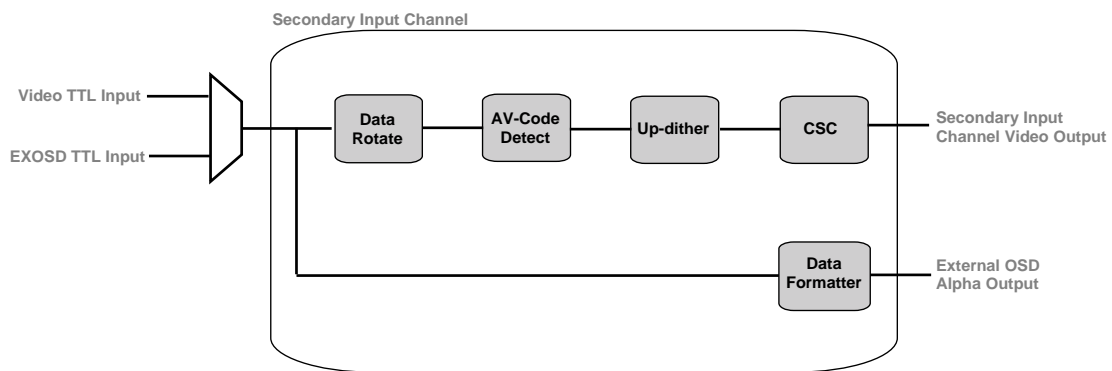 Secondary Input Channel
Video TTL Input
EXOSD TTL Input
Data
Rotate
AV-Code
Detect
Up-dither
CSC
Secondary Input
Channel Video Output
Data
Formatter
External OSD
Alpha Output